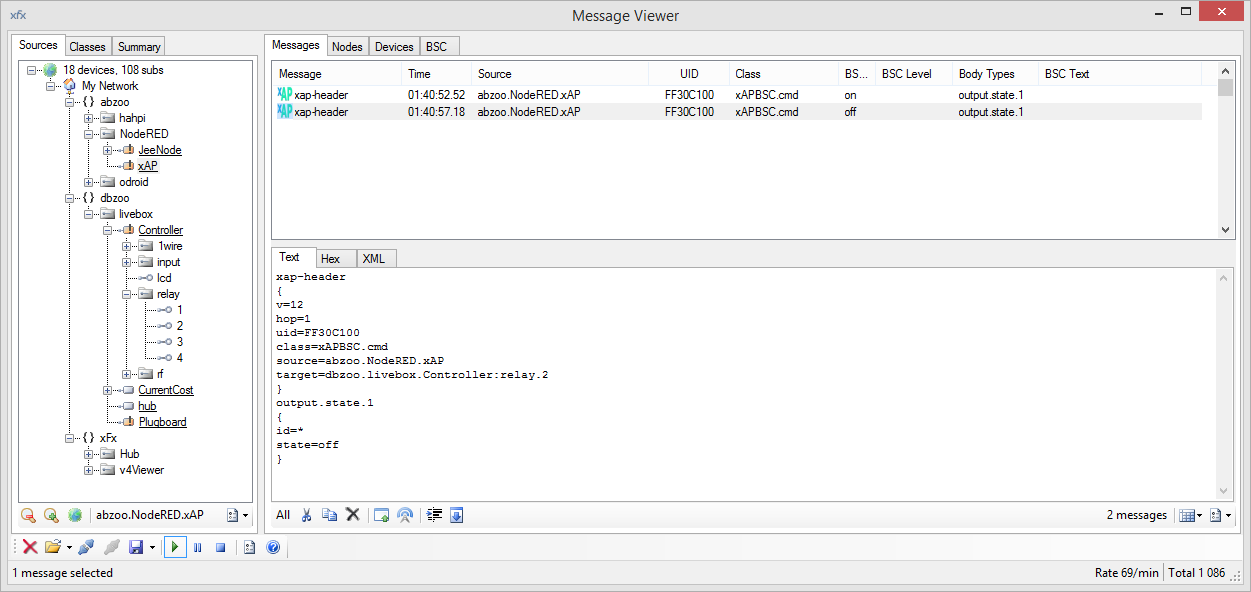 xfx
Message Viewer
Sources Classes Summary
18 devices, 108 subs
My Network
{} abzoo
hahpi
NodeRED
JeeNode
xAP
odroid
{} dbzoo
livebox
Controller
1wire
input
lcd
relay
1
2
3
4
rf
CurrentCost
hub
Plugboard
{} xFx
Hub
v4Viewer
abzoo.NodeRED.xAP
Messages Nodes Devices BSC
Message Time Source UID Class BS... BSC Level Body Types BSC Text
xAP xap-header 01:40:52.52 abzoo.NodeRED.xAP FF30C100 xAPBSC.cmd on output.state.1
xAP xap-header 01:40:57.18 abzoo.NodeRED.xAP FF30C100 xAPBSC.cmd off output.state.1
Text Hex XML
xap-header
{
v=12
hop=1
uid=FF30C100
class=xAPBSC.cmd
source=abzoo.NodeRED.xAP
target=dbzoo.livebox.Controller:relay.2
}
output.state.1
{
id=*
state=off
}
All
2 messages
1 message selected
Rate 69/min Total 1 086